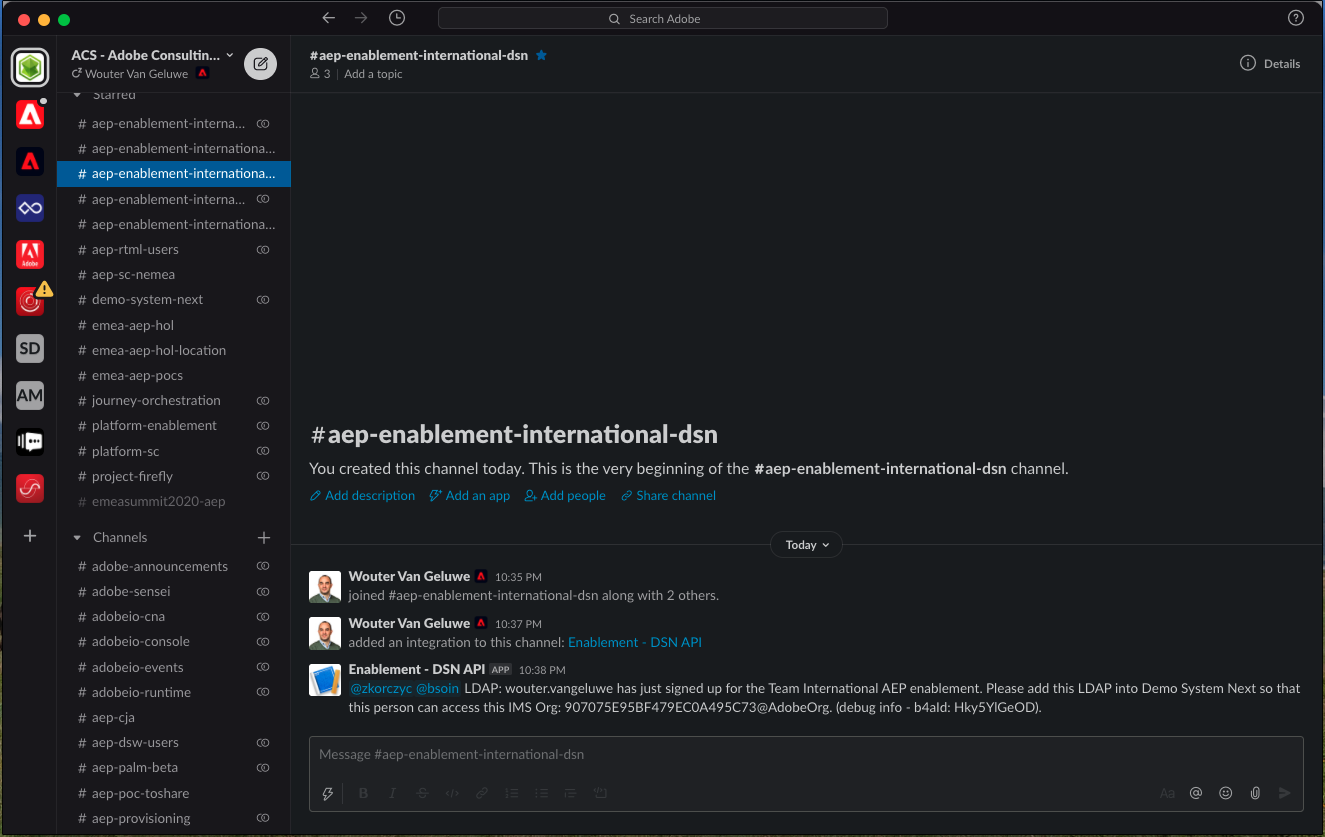 Search Adobe
ACS - Adobe Consultin...
Wouter Van Geluwe
Starred
# aep-enablement-interna...
# aep-enablement-internationa...
# aep-enablement-internationa...
# aep-enablement-interna...
# aep-enablement-internationa...
# aep-rtml-users
# aep-sc-nemea
# demo-system-next
# emea-aep-hol
# emea-aep-hol-location
# emea-aep-pocs
# journey-orchestration
# platform-enablement
# platform-sc
# project-firefly
# emeasummit2020-aep
Channels
# adobe-announcements
# adobe-sensei
# adobeio-cna
# adobeio-console
# adobeio-events
# adobeio-runtime
# aep-cja
# aep-dsw-users
# aep-palm-beta
# aep-poc-toshare
# aep-provisioning
Adobe
SD
AM
#aep-enablement-international-dsn
3 | Add a topic
Details
#aep-enablement-international-dsn
You created this channel today. This is the very beginning of the #aep-enablement-international-dsn channel.
Add description Add an app Add people Share channel
Today
Wouter Van Geluwe 10:35 PM
joined #aep-enablement-international-dsn along with 2 others.
Wouter Van Geluwe 10:37 PM
added an integration to this channel: Enablement - DSN API
Enablement - DSN API APP 10:38 PM
@zkorczyc @bsoin LDAP: wouter.vangeluwe has just signed up for the Team International AEP enablement. Please add this LDAP into Demo System Next so that
this person can access this IMS Org: 907075E95BF479EC0A495C73@AdobeOrg. (debug info - b4ald: Hky5YlGeOD).
Message #aep-enablement-international-dsn
B I S </> Aa @